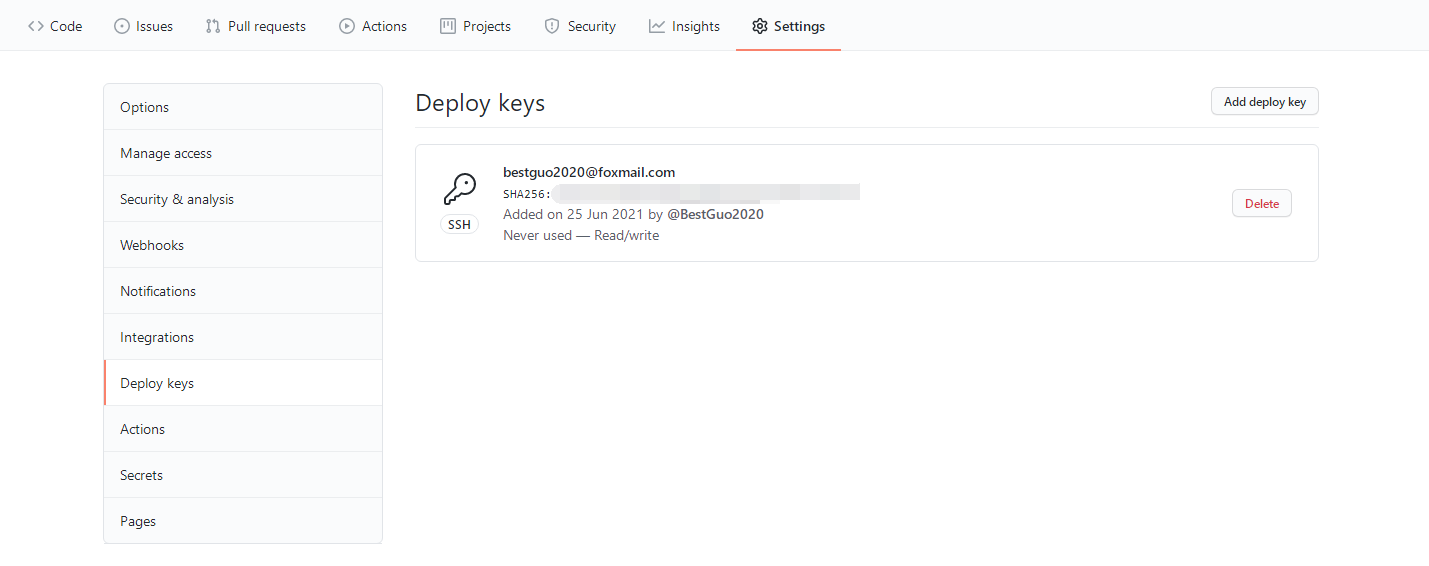 Code Issues Pull requests Actions Projects Security Insights Settings
Options
Manage access
Security & analysis
Webhooks
Notifications
Integrations
Deploy keys
Actions
Secrets
Pages
Deploy keys
Add deploy key
SSH
bestguo2020@foxmail.com
SHA256:
Added on 25 Jun 2021 by @BestGuo2020
Never used — Read/write
Delete